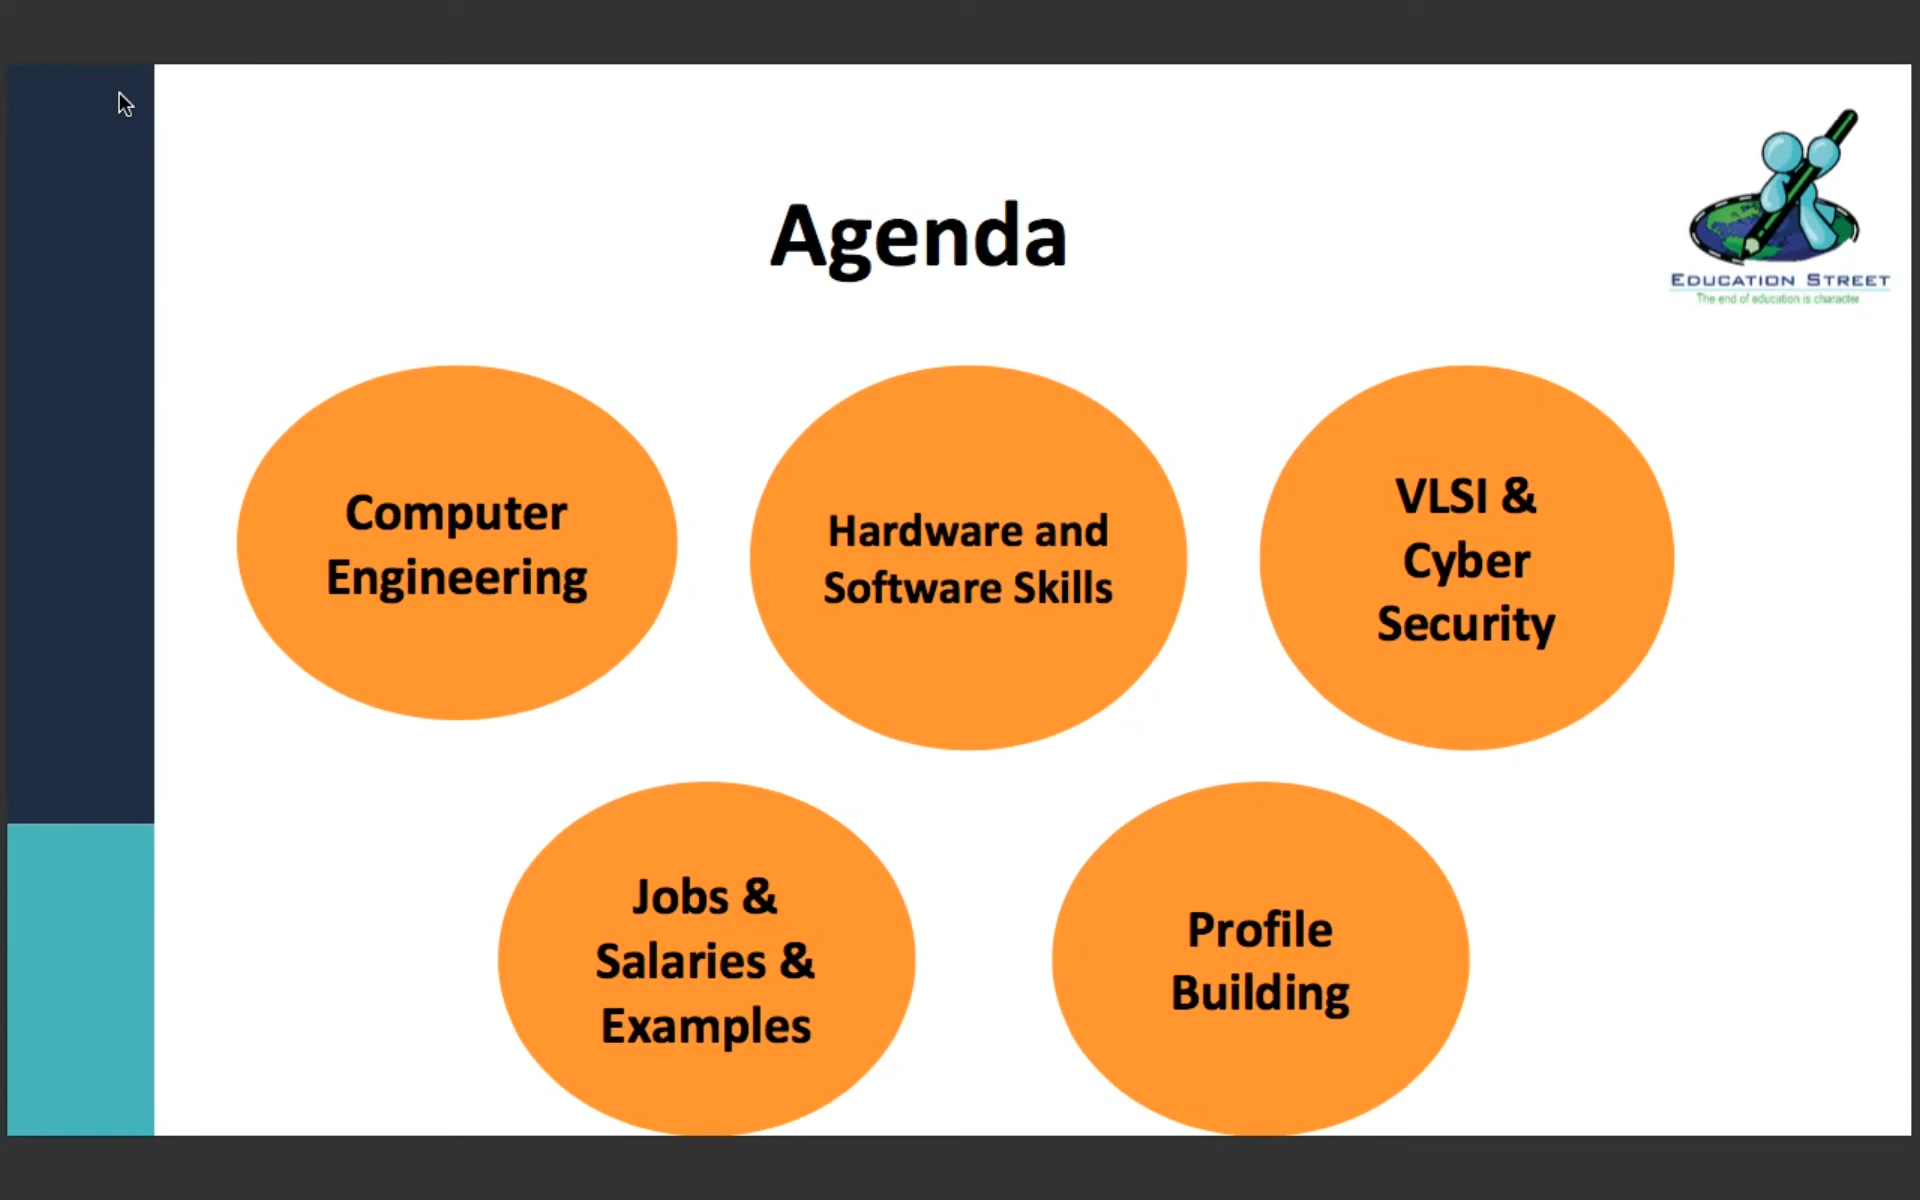 Agenda
EDUCATION STREET
The end of education is character
Computer
Engineering
Hardware and
Software Skills
VLSI &
Cyber
Security
Jobs &
Salaries &
Examples
Profile
Building